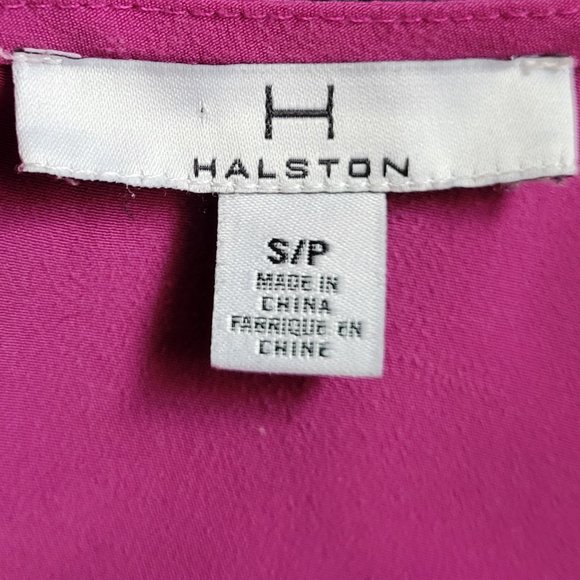 H
HALSTON
S/P
MADE IN
CHINA
FABRIQUE EN
CHINE